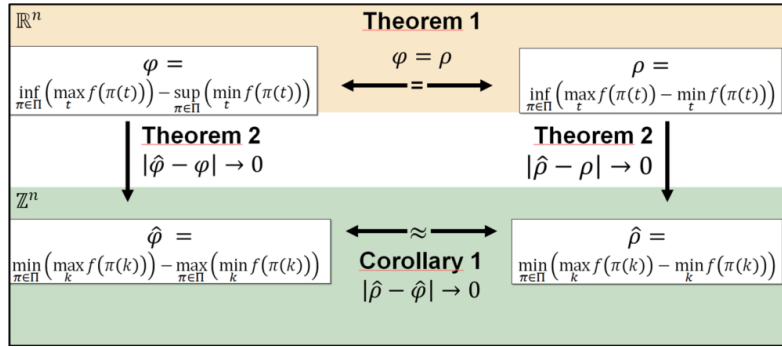 ℝⁿ
Theorem 1
φ = ρ
=
φ =
inf_{π∈Π}(max_t f(π(t))) − sup_{π∈Π}(min_t f(π(t)))
ρ =
inf_{π∈Π}(max_t f(π(t)) − min_t f(π(t)))
Theorem 2
|φ̂ − φ| → 0
Theorem 2
|ρ̂ − ρ| → 0
ℤⁿ
φ̂ =
min_{π∈Π}(max_k f(π(k))) − max_{π∈Π}(min_k f(π(k)))
≈
Corollary 1
|ρ̂ − φ̂| → 0
ρ̂ =
min_{π∈Π}(max_k f(π(k)) − min_k f(π(k)))